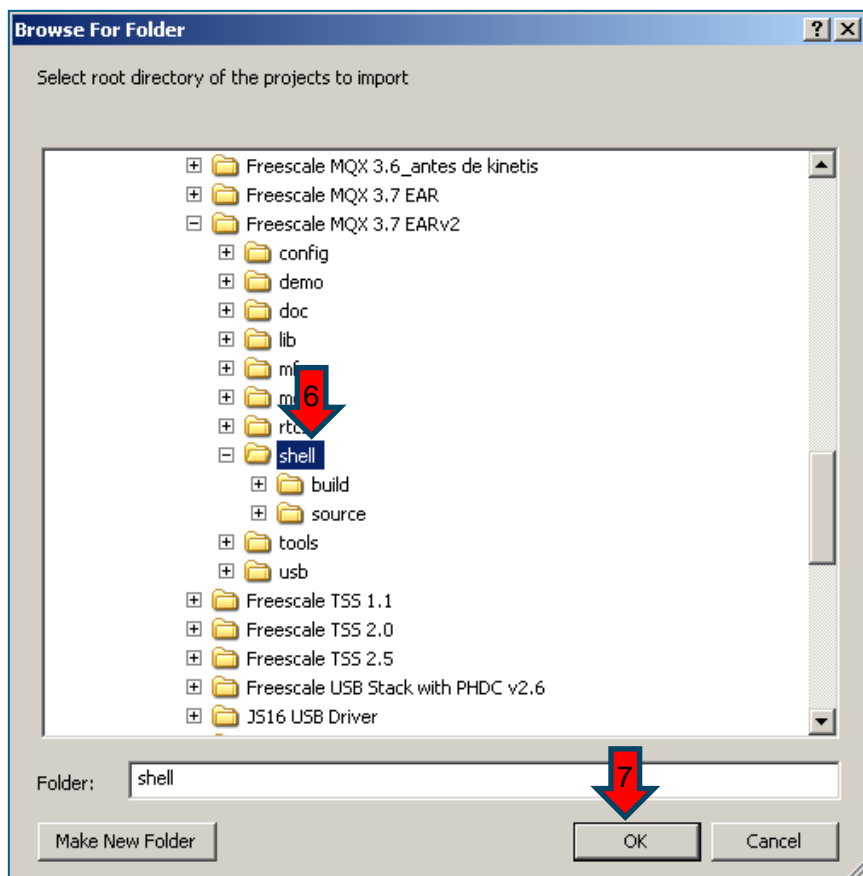 Browse For Folder
Select root directory of the projects to import
Freescale MQX 3.6_antes de kinetis
Freescale MQX 3.7 EAR
Freescale MQX 3.7 EARv2
config
demo
doc
lib
6
shell
build
source
tools
usb
Freescale TSS 1.1
Freescale TSS 2.0
Freescale TSS 2.5
Freescale USB Stack with PHDC v2.6
JS16 USB Driver
Folder: shell
7
Make New Folder OK Cancel